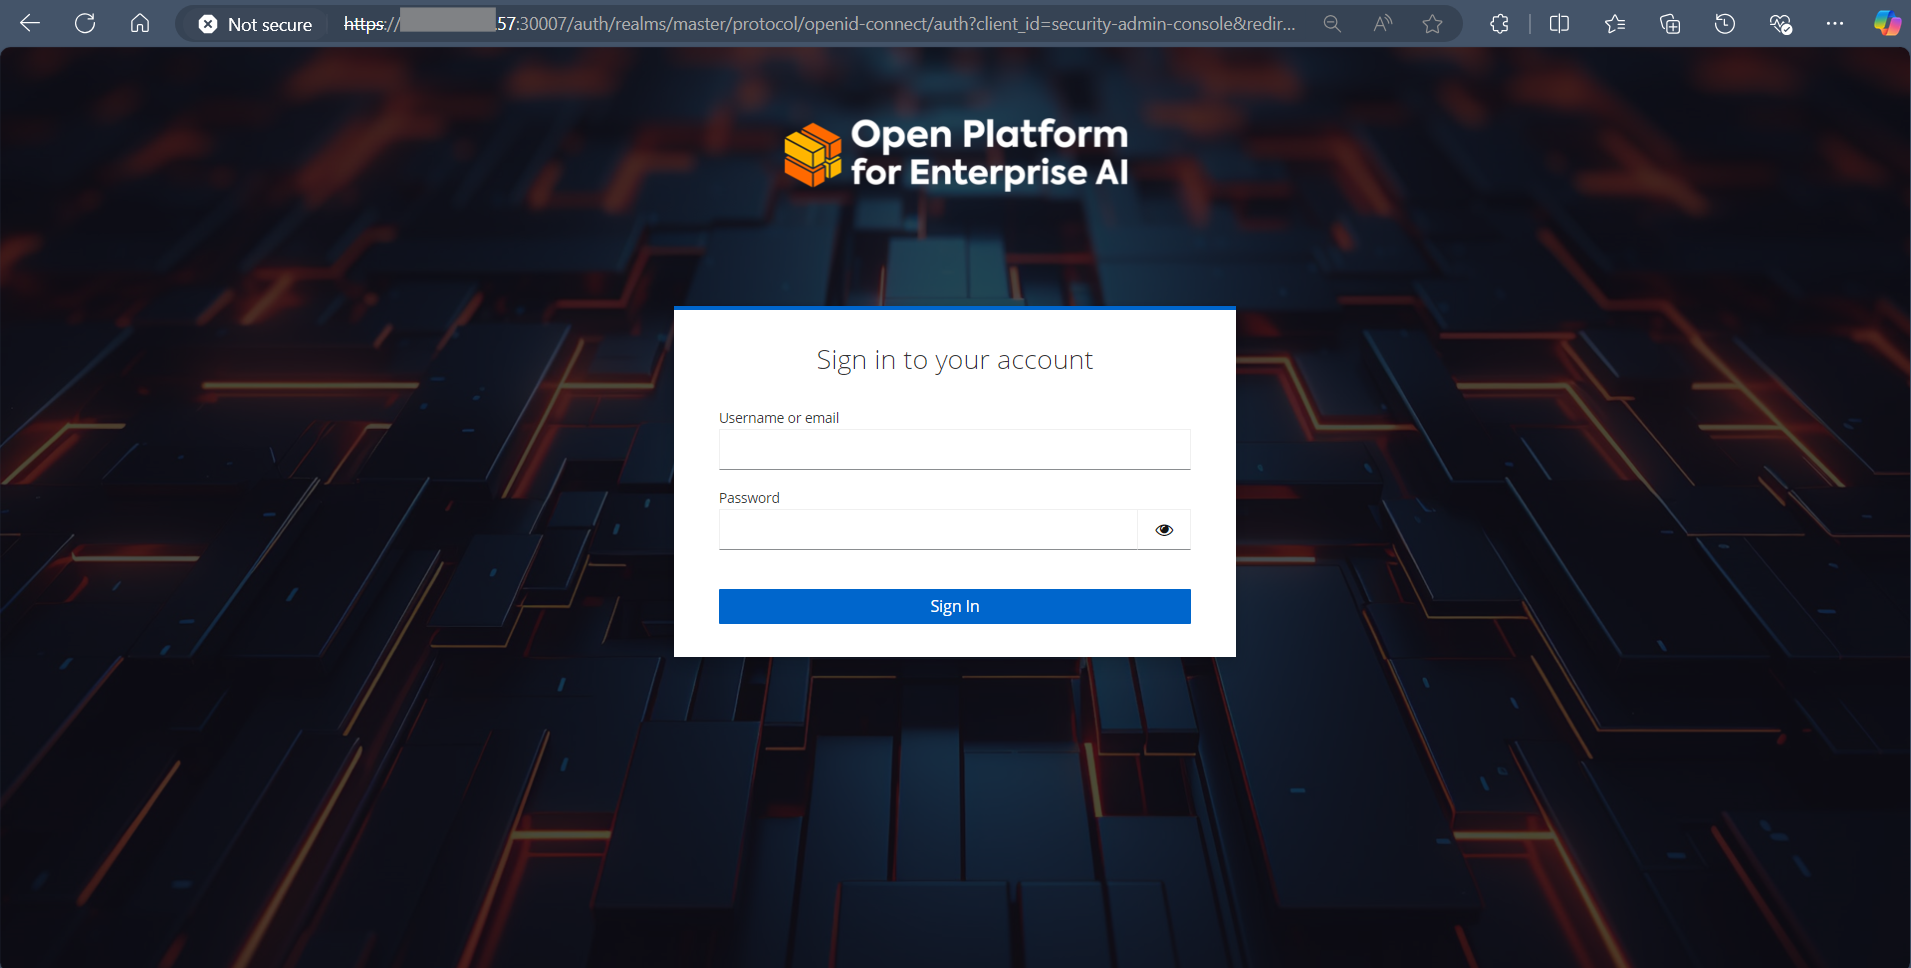 Not secure
https://
.57:30007/auth/realms/master/protocol/openid-connect/auth?client_id=security-admin-console&redir...
Open Platform
for Enterprise AI
Sign in to your account
Username or email
Password
Sign In